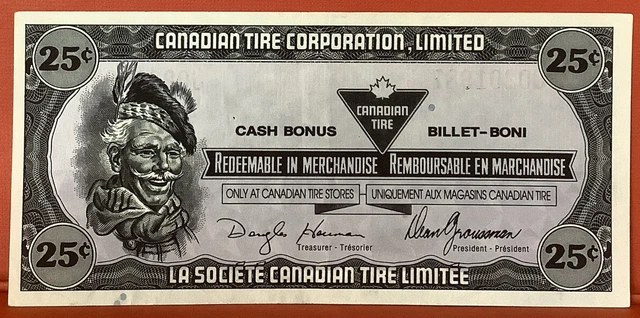 25¢ CANADIAN TIRE CORPORATION, LIMITED 25¢
CANADIAN
TIRE
CASH BONUS BILLET-BONI
REDEEMABLE IN MERCHANDISE REMBOURSABLE EN MARCHANDISE
ONLY AT CANADIAN TIRE STORES UNIQUEMENT AUX MAGASINS CANADIAN TIRE
Treasurer - Trésorier President - Président
25¢ LA SOCIÉTÉ CANADIAN TIRE LIMITÉE 25¢